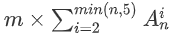 m × ∑_{i=2}^{min(n,5)} A_n^i